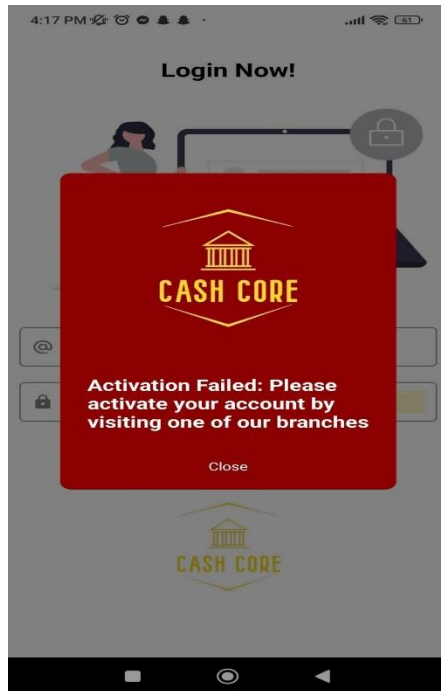 4:17 PM
61
Login Now!
CASH CORE
@
Activation Failed: Please
activate your account by
visiting one of our branches
Close
CASH CORE